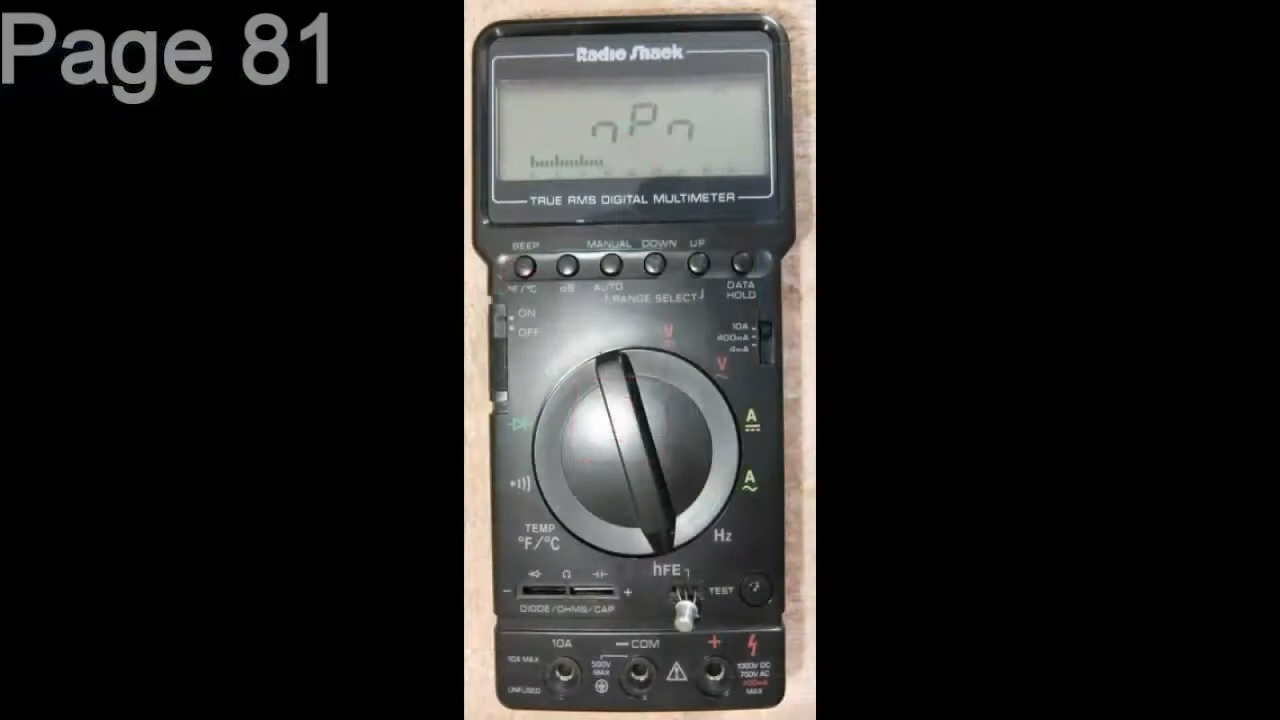 Page 81
Radio Shack
nPn
TRUE RMS DIGITAL MULTIMETER
BEEP MANUAL DOWN UP
°F/°C dB AUTO RANGE SELECT DATA HOLD
ON
OFF
10A
400mA
4mA
V
V
A
A
TEMP
°F/°C
Hz
hFE
Ω
TEST
DIODE/OHMS/CAP
10A
COM
10A MAX
UNFUSED
500V
MAX
1000V DC
750V AC
400mA
MAX